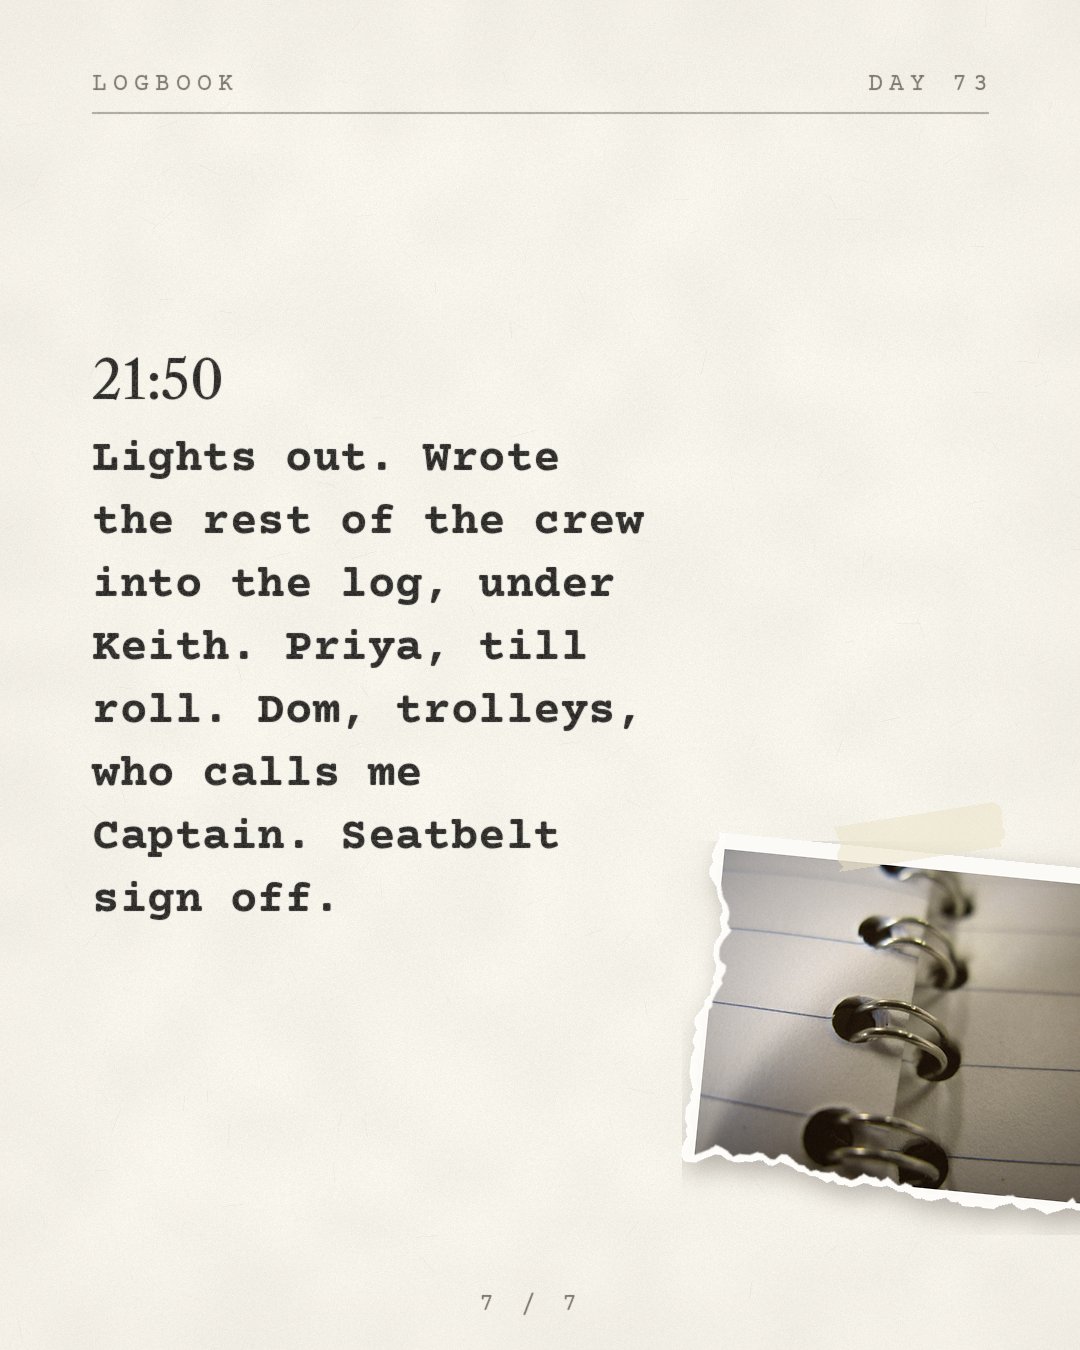 LOGBOOK DAY 73
21:50
Lights out. Wrote
the rest of the crew
into the log, under
Keith. Priya, till
roll. Dom, trolleys,
who calls me
Captain. Seatbelt
sign off.
7 / 7